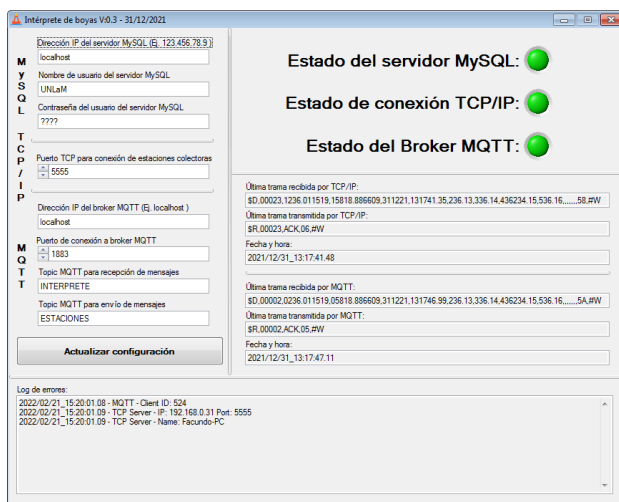 Intérprete de boyas V:0.3 - 31/12/2021
MySQL
Dirección IP del servidor MySQL (Ej. 123.456.78.9 )
localhost
Nombre de usuario del servidor MySQL
UNLaM
Contraseña del usuario del servidor MySQL
????
TCP/IP
Puerto TCP para conexión de estaciones colectoras
5555
MQTT
Dirección IP del broker MQTT (Ej. localhost )
localhost
Puerto de conexión a broker MQTT
1883
Topic MQTT para recepción de mensajes
INTERPRETE
Topic MQTT para envío de mensajes
ESTACIONES
Actualizar configuración
Estado del servidor MySQL:
Estado de conexión TCP/IP:
Estado del Broker MQTT:
Última trama recibida por TCP/IP:
$D,00023,1236.011519,15818.886609,311221,131741.35,236.13,336.14,436234.15,536.16,,,,,,,58,#W
Última trama transmitida por TCP/IP:
$R,00023,ACK,06,#W
Fecha y hora:
2021/12/31_13:17:41.48
Última trama recibida por MQTT:
$D,00002,0236.011519,05818.886609,311221,131746.99,236.13,336.14,436234.15,536.16,,,,,,,5A,#W
Última trama transmitida por MQTT:
$R,00002,ACK,05,#W
Fecha y hora:
2021/12/31_13:17:47.11
Log de errores:
2022/02/21_15:20:01.08 - MQTT - Client ID: 524
2022/02/21_15:20:01.09 - TCP Server - IP: 192.168.0.31 Port: 5555
2022/02/21_15:20:01.09 - TCP Server - Name: Facundo-PC